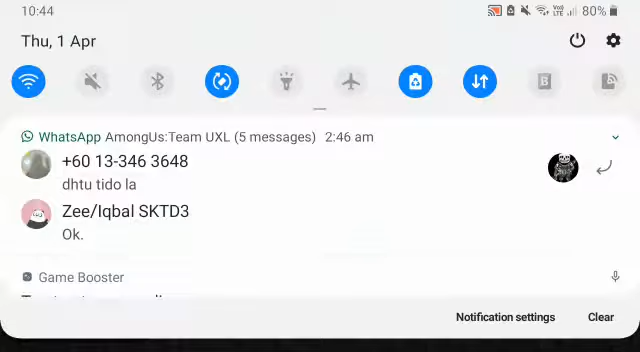 10:44
Vo)) LTE 80%
Thu, 1 Apr
WhatsApp AmongUs:Team UXL (5 messages) 2:46 am
+60 13-346 3648
dhtu tido la
Zee/Iqbal SKTD3
Ok.
Game Booster
Notification settings Clear